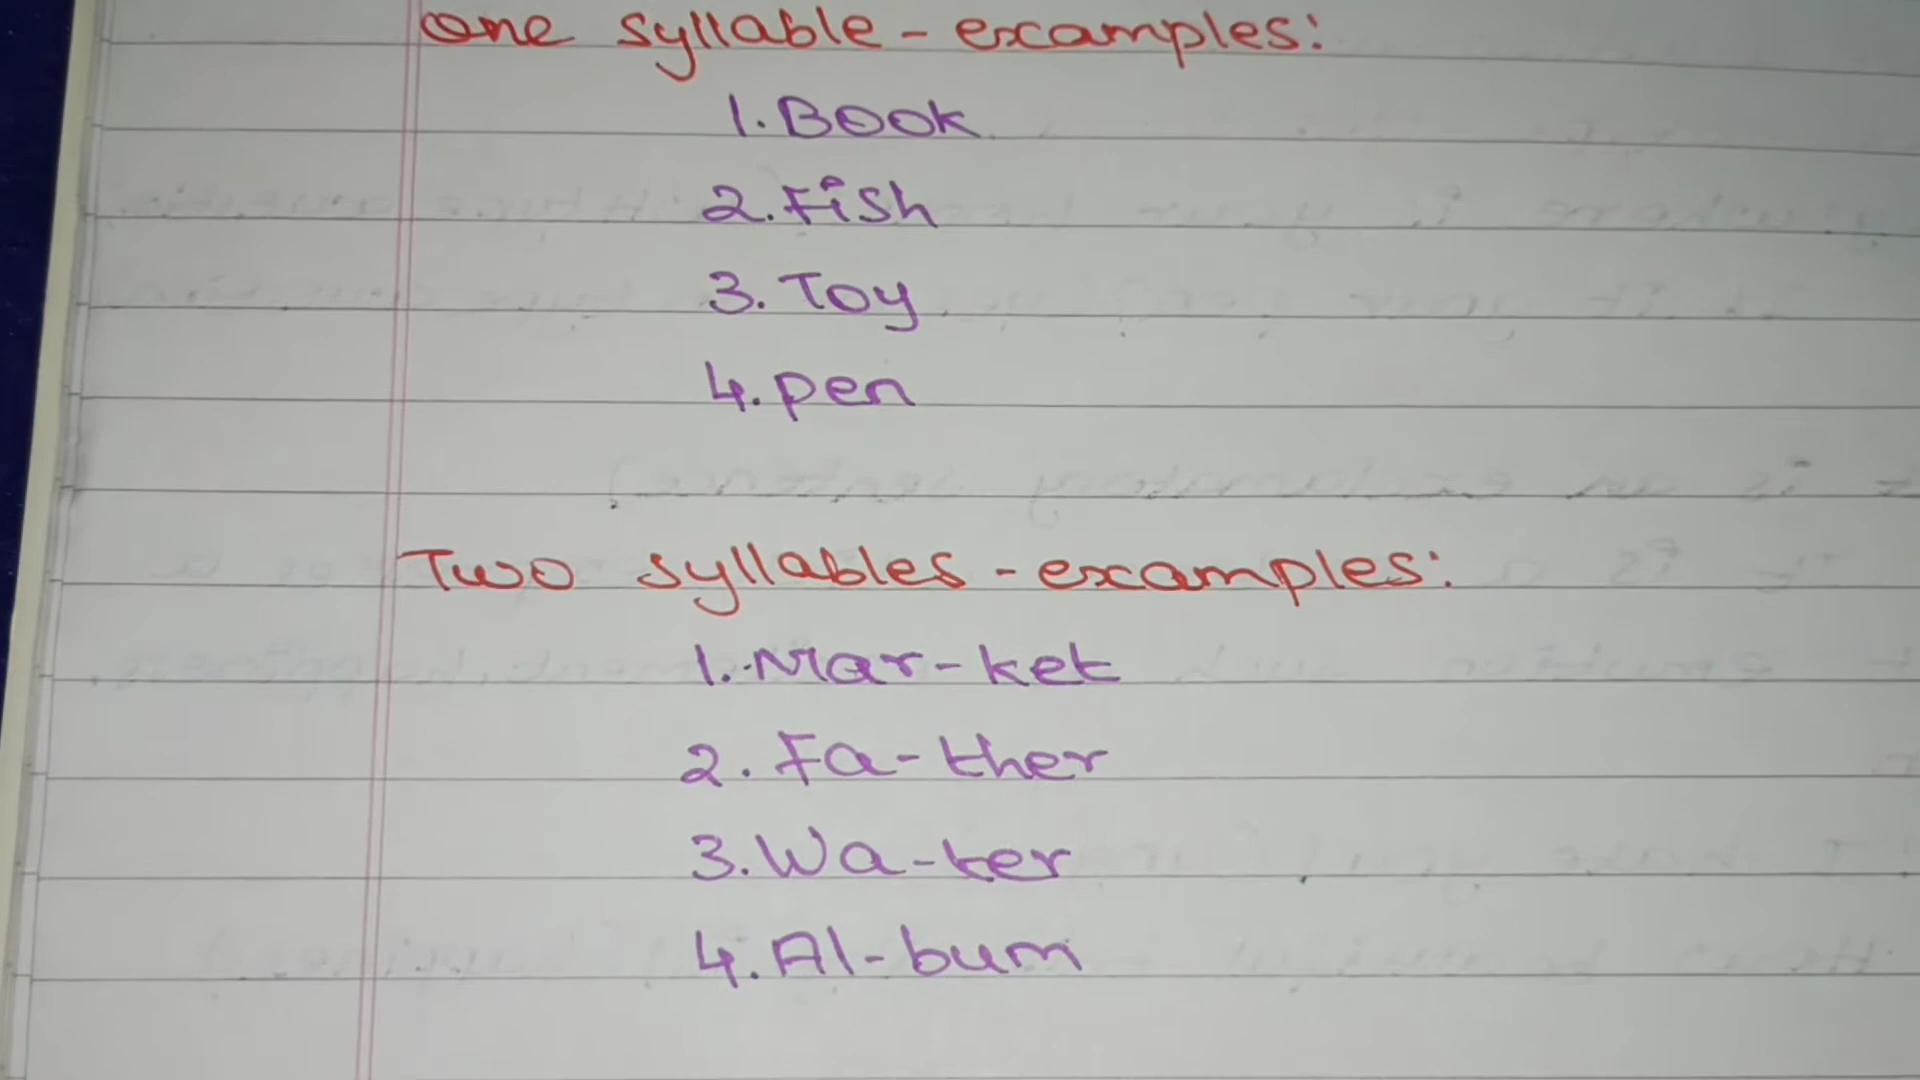 one syllable - examples:
1. Book
2. Fish
3. Toy
4. pen
Two syllables - examples:
1. Mar - ket
2. Fa - ther
3. Wa - ter
4. Al - bum